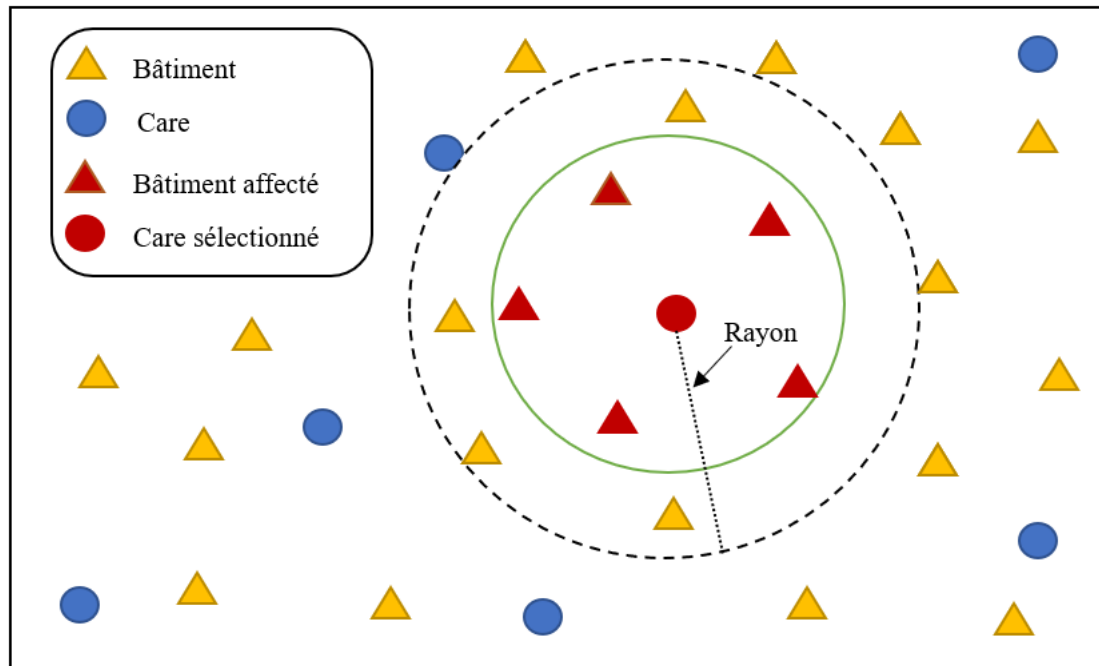 Bâtiment
Care
Bâtiment affecté
Care sélectionné
Rayon